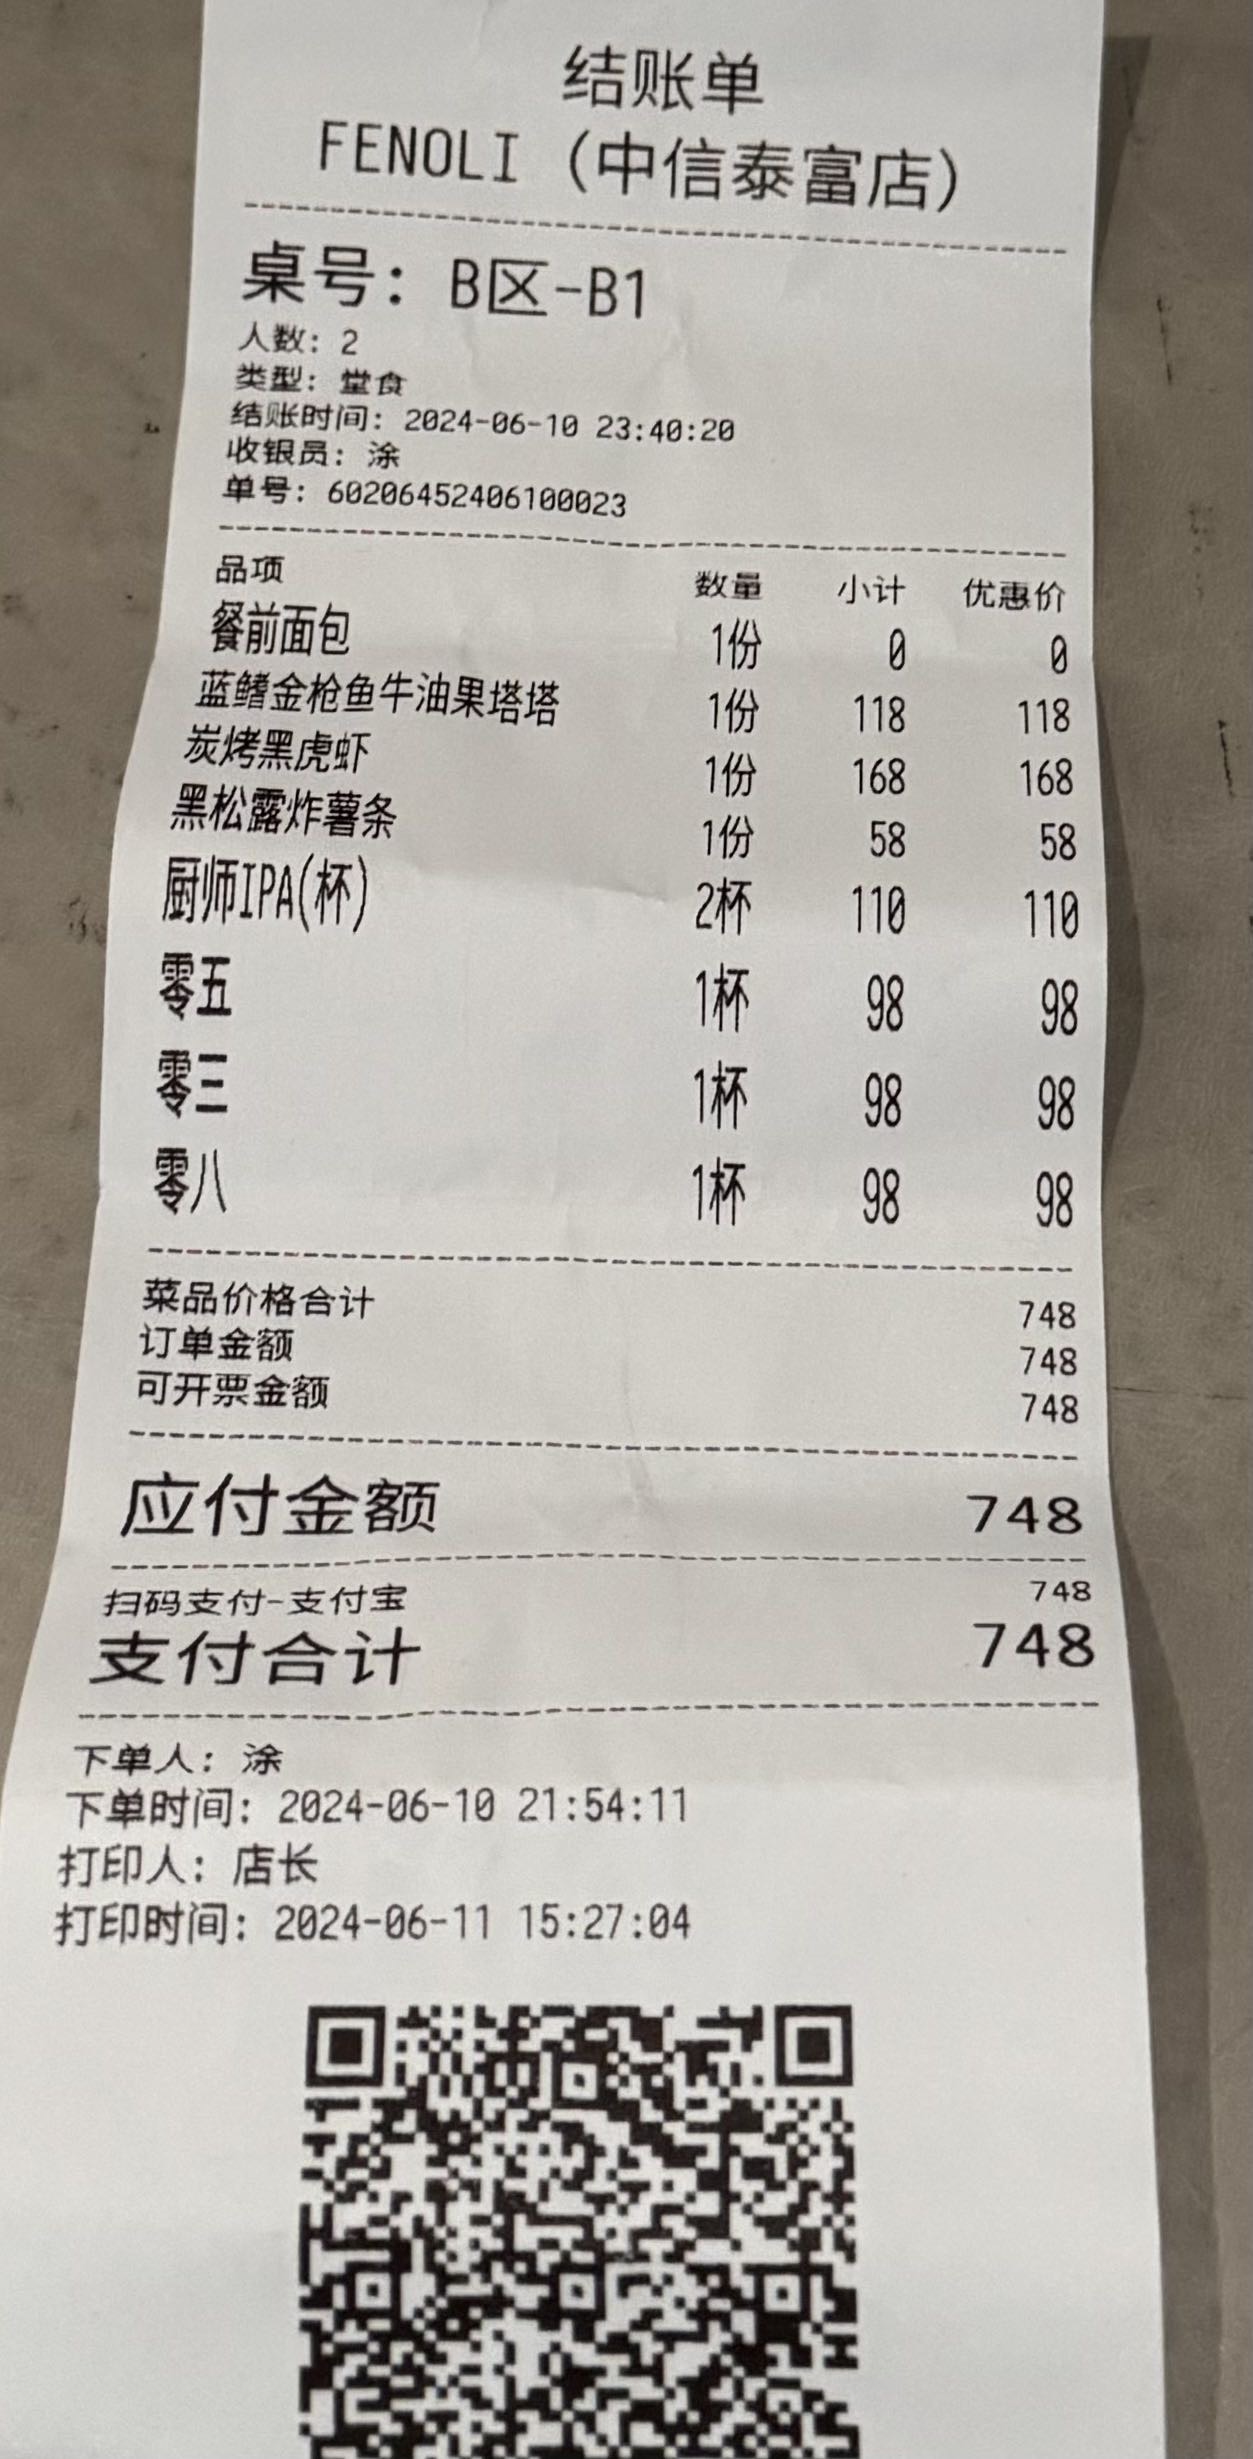 结账单
FENOLI (中信泰富店)
桌号: B区-B1
人数: 2
类型: 堂食
结账时间: 2024-06-10 23:40:20
收银员: 涂
单号: 60206452406100023
品项 数量 小计 优惠价
餐前面包 1份 0 0
蓝鳍金枪鱼牛油果塔塔 1份 118 118
炭烤黑虎虾 1份 168 168
黑松露炸薯条 1份 58 58
厨师IPA(杯) 2杯 110 110
零五 1杯 98 98
零三 1杯 98 98
零八 1杯 98 98
菜品价格合计 748
订单金额 748
可开票金额 748
应付金额 748
扫码支付-支付宝 748
支付合计 748
下单人: 涂
下单时间: 2024-06-10 21:54:11
打印人: 店长
打印时间: 2024-06-11 15:27:04